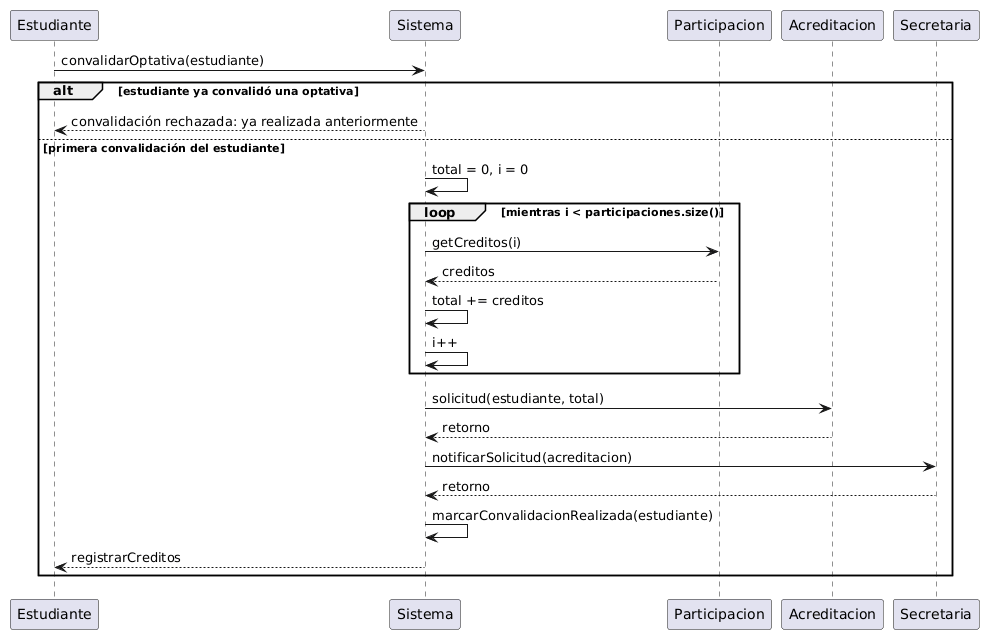 Estudiante Sistema Participacion Acreditacion Secretaria
convalidarOptativa(estudiante)
alt [estudiante ya convalidó una optativa]
convalidación rechazada: ya realizada anteriormente
[primera convalidación del estudiante]
total = 0, i = 0
loop [mientras i < participaciones.size()]
getCreditos(i)
creditos
total += creditos
i++
solicitud(estudiante, total)
retorno
notificarSolicitud(acreditacion)
retorno
marcarConvalidacionRealizada(estudiante)
registrarCreditos
Estudiante Sistema Participacion Acreditacion Secretaria